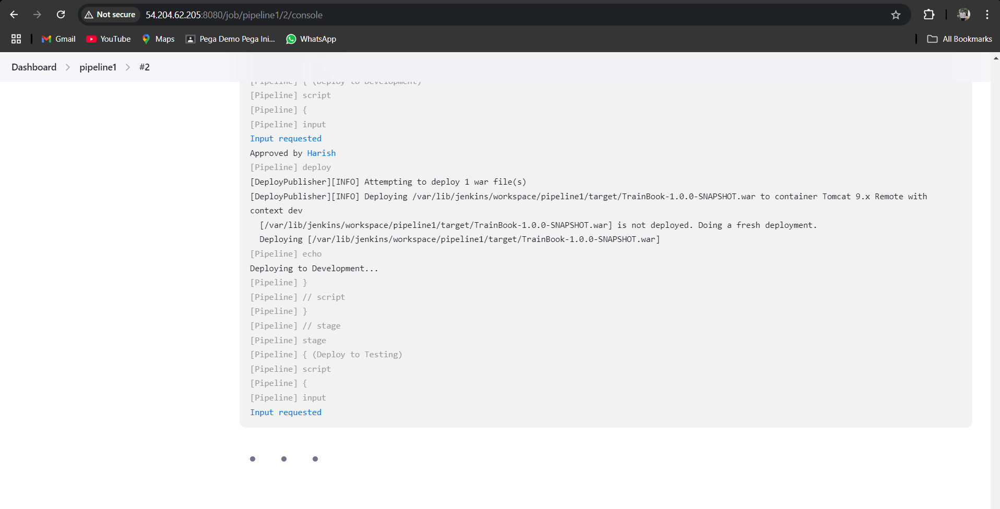 Not secure 54.204.62.205:8080/job/pipeline1/2/console
Gmail YouTube Maps Pega Demo Pega Ini... WhatsApp All Bookmarks
Dashboard pipeline1 #2
[Pipeline] { (Deploy to Development)
[Pipeline] script
[Pipeline] {
[Pipeline] input
Input requested
Approved by Harish
[Pipeline] deploy
[DeployPublisher][INFO] Attempting to deploy 1 war file(s)
[DeployPublisher][INFO] Deploying /var/lib/jenkins/workspace/pipeline1/target/TrainBook-1.0.0-SNAPSHOT.war to container Tomcat 9.x Remote with
context dev
[/var/lib/jenkins/workspace/pipeline1/target/TrainBook-1.0.0-SNAPSHOT.war] is not deployed. Doing a fresh deployment.
Deploying [/var/lib/jenkins/workspace/pipeline1/target/TrainBook-1.0.0-SNAPSHOT.war]
[Pipeline] echo
Deploying to Development...
[Pipeline] }
[Pipeline] // script
[Pipeline] }
[Pipeline] // stage
[Pipeline] stage
[Pipeline] { (Deploy to Testing)
[Pipeline] script
[Pipeline] {
[Pipeline] input
Input requested